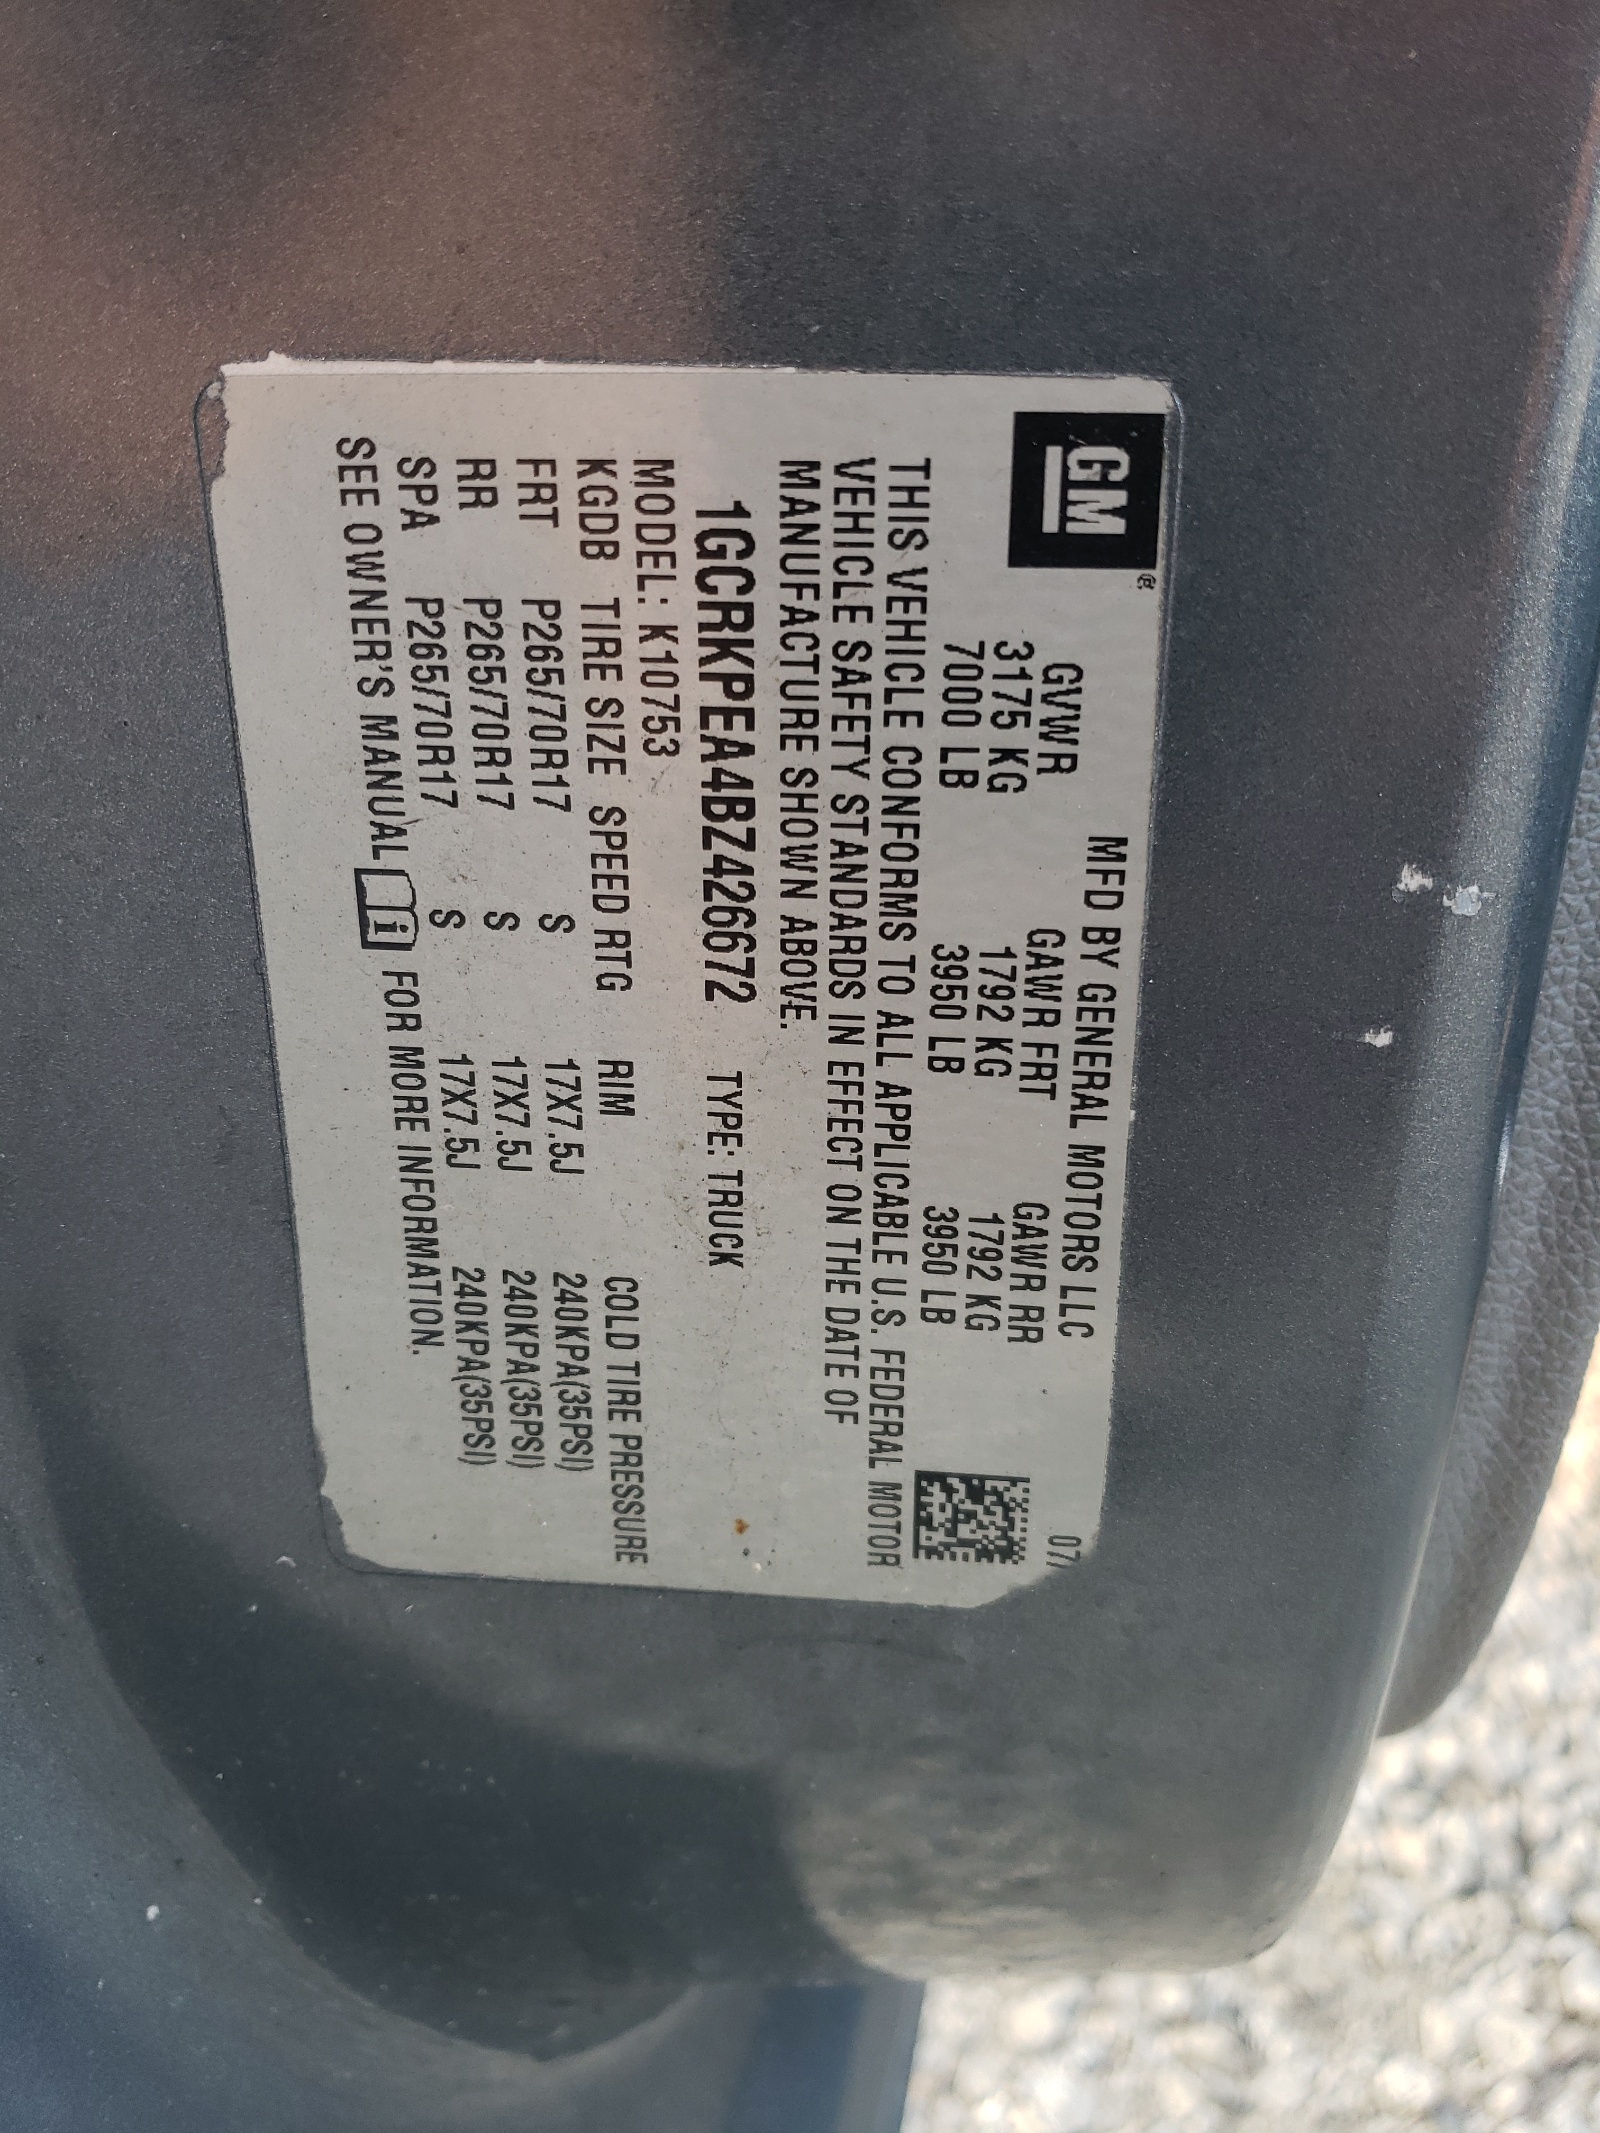 GM®
MFD BY GENERAL MOTORS LLC 07/
GVWR GAWR FRT GAWR RR
3175 KG 1792 KG 1792 KG
7000 LB 3950 LB 3950 LB
THIS VEHICLE CONFORMS TO ALL APPLICABLE U.S. FEDERAL MOTOR
VEHICLE SAFETY STANDARDS IN EFFECT ON THE DATE OF
MANUFACTURE SHOWN ABOVE.
1GCRKPEA4BZ426672 TYPE: TRUCK
MODEL: K10753
KGDB TIRE SIZE SPEED RTG RIM COLD TIRE PRESSURE
FRT P265/70R17 S 17X7.5J 240KPA(35PSI)
RR P265/70R17 S 17X7.5J 240KPA(35PSI)
SPA P265/70R17 S 17X7.5J 240KPA(35PSI)
SEE OWNER'S MANUAL i FOR MORE INFORMATION.